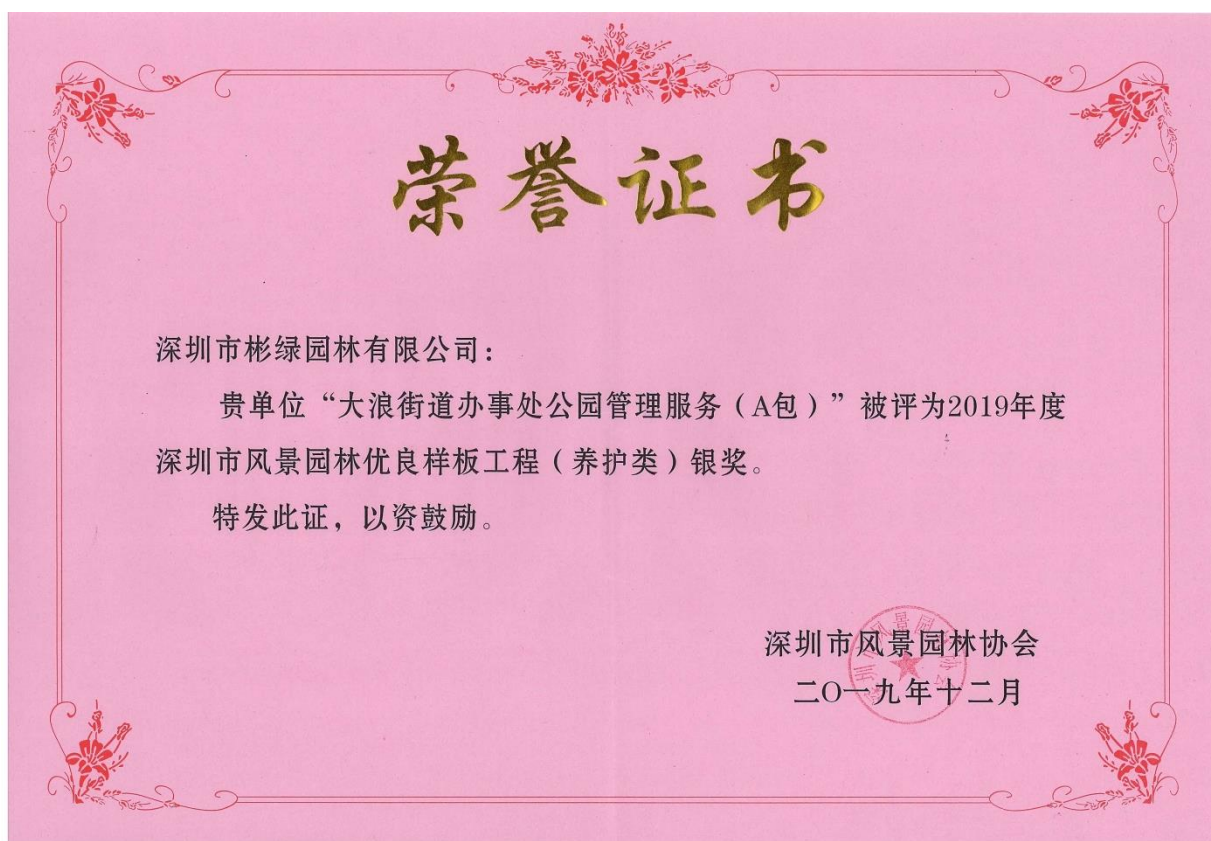 荣誉证书
深圳市彬绿园林有限公司：
贵单位“大浪街道办事处公园管理服务（A包）”被评为2019年度
深圳市风景园林优良样板工程（养护类）银奖。
特发此证，以资鼓励。
深圳市风景园林协会
二〇一九年十二月